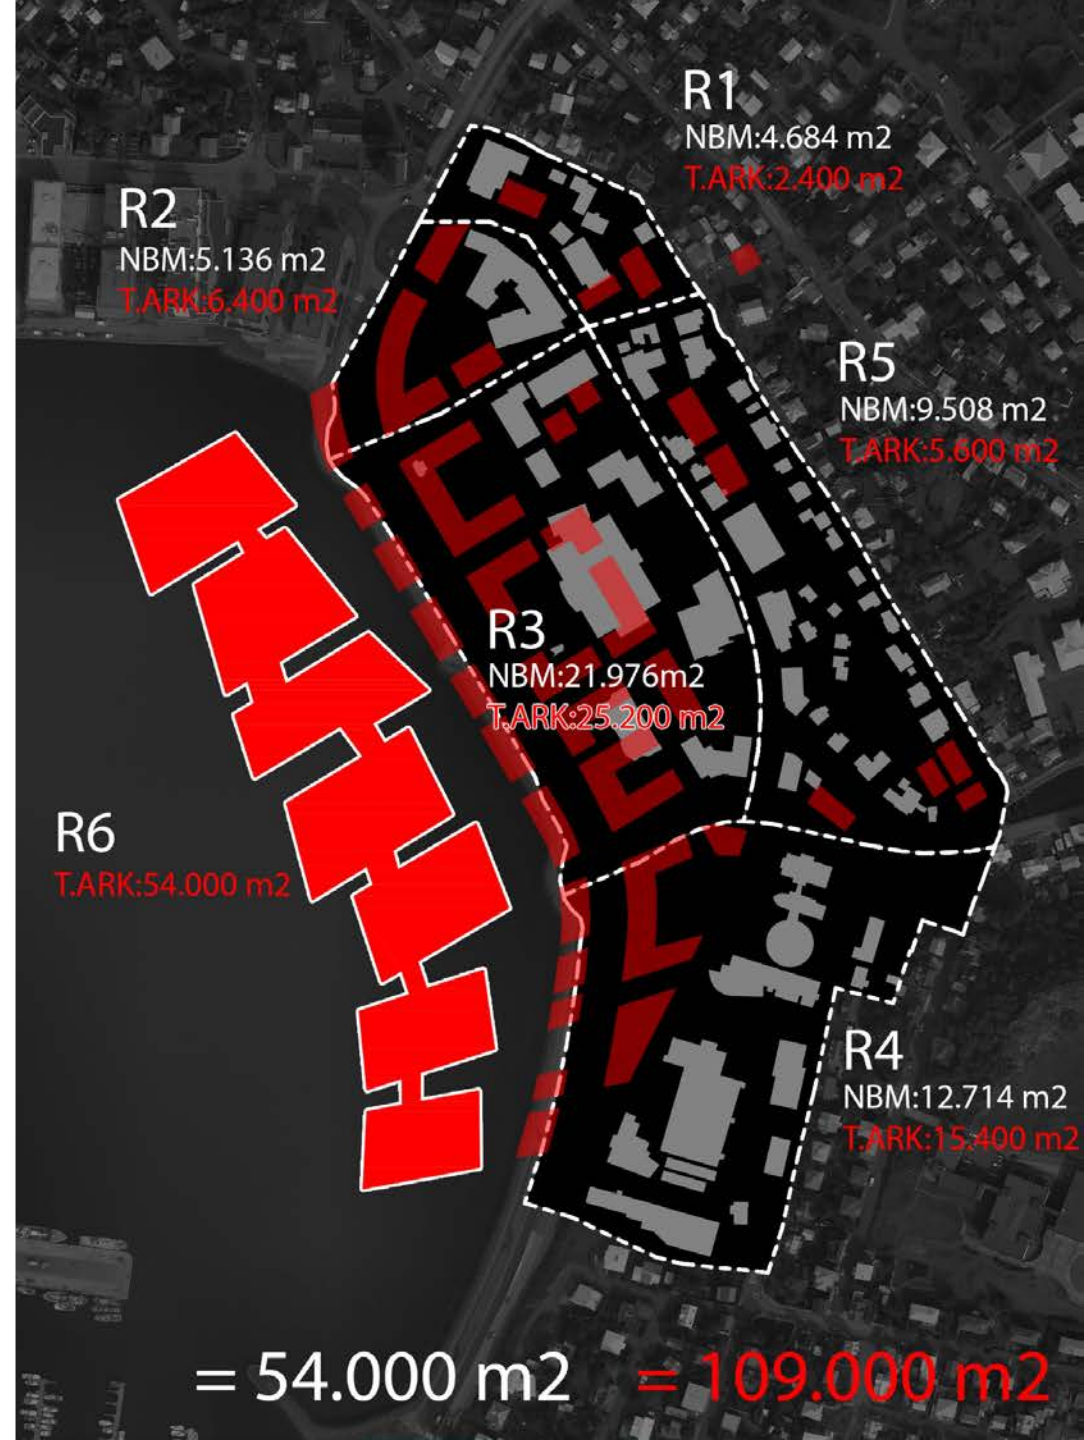 R1
NBM:4.684 m2
T.ARK:2.400 m2
R2
NBM:5.136 m2
T.ARK:6.400 m2
R5
NBM:9.508 m2
T.ARK:5.600 m2
R3
NBM:21.976m2
T.ARK:25.200 m2
R6
T.ARK:54.000 m2
R4
NBM:12.714 m2
T.ARK:15.400 m2
= 54.000 m2 = 109.000 m2